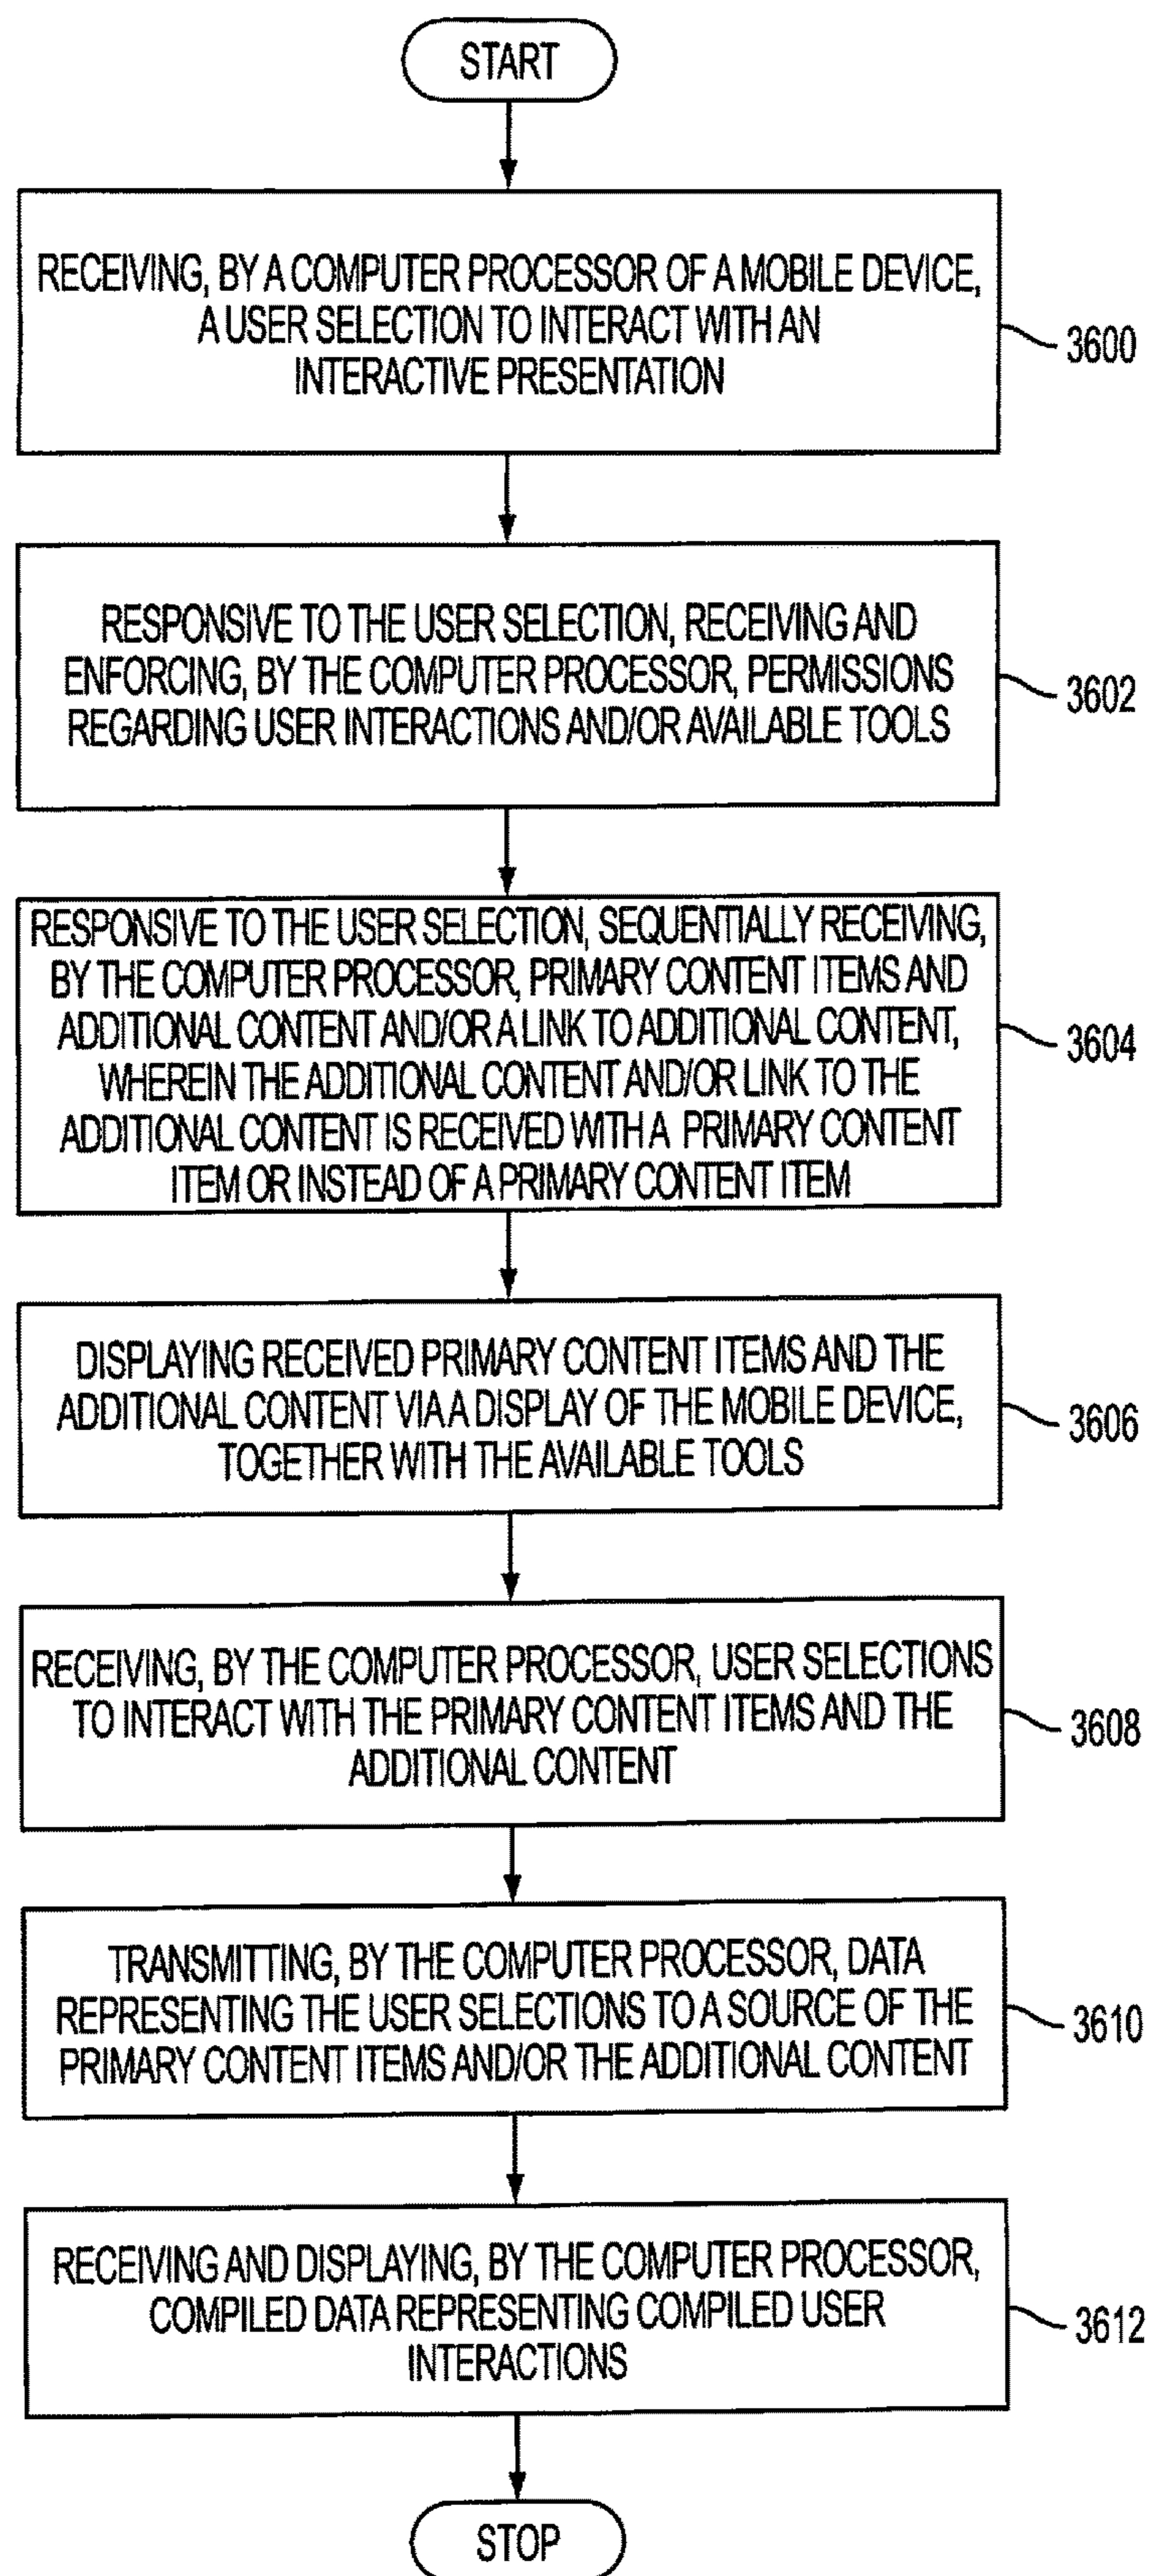 START
RECEIVING, BY A COMPUTER PROCESSOR OF A MOBILE DEVICE,
A USER SELECTION TO INTERACT WITH AN
INTERACTIVE PRESENTATION
3600
RESPONSIVE TO THE USER SELECTION, RECEIVING AND
ENFORCING, BY THE COMPUTER PROCESSOR, PERMISSIONS
REGARDING USER INTERACTIONS AND/OR AVAILABLE TOOLS
3602
RESPONSIVE TO THE USER SELECTION, SEQUENTIALLY RECEIVING,
BY THE COMPUTER PROCESSOR, PRIMARY CONTENT ITEMS AND
ADDITIONAL CONTENT AND/OR A LINK TO ADDITIONAL CONTENT,
WHEREIN THE ADDITIONAL CONTENT AND/OR LINK TO THE
ADDITIONAL CONTENT IS RECEIVED WITH A PRIMARY CONTENT
ITEM OR INSTEAD OF A PRIMARY CONTENT ITEM
3604
DISPLAYING RECEIVED PRIMARY CONTENT ITEMS AND THE
ADDITIONAL CONTENT VIA A DISPLAY OF THE MOBILE DEVICE,
TOGETHER WITH THE AVAILABLE TOOLS
3606
RECEIVING, BY THE COMPUTER PROCESSOR, USER SELECTIONS
TO INTERACT WITH THE PRIMARY CONTENT ITEMS AND THE
ADDITIONAL CONTENT
3608
TRANSMITTING, BY THE COMPUTER PROCESSOR, DATA
REPRESENTING THE USER SELECTIONS TO A SOURCE OF THE
PRIMARY CONTENT ITEMS AND/OR THE ADDITIONAL CONTENT
3610
RECEIVING AND DISPLAYING, BY THE COMPUTER PROCESSOR,
COMPILED DATA REPRESENTING COMPILED USER
INTERACTIONS
3612
STOP